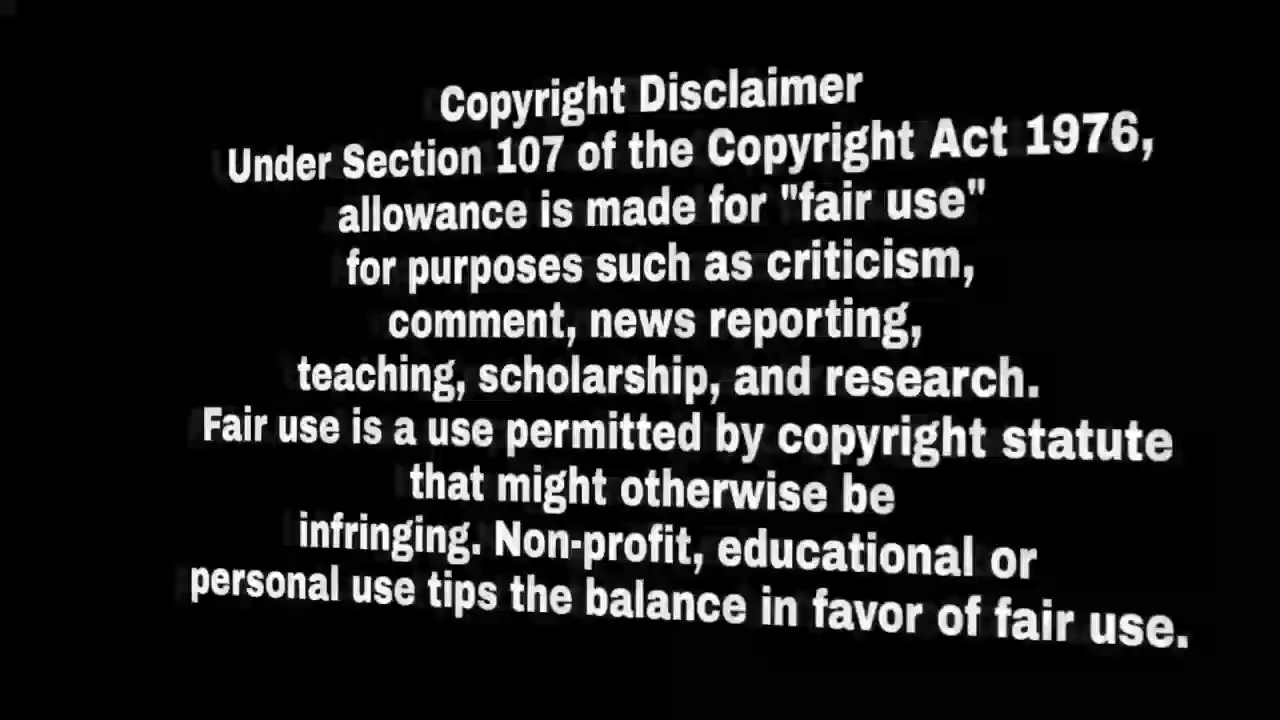 Copyright Disclaimer
Under Section 107 of the Copyright Act 1976,
allowance is made for "fair use"
for purposes such as criticism,
comment, news reporting,
teaching, scholarship, and research.
Fair use is a use permitted by copyright statute
that might otherwise be
infringing. Non-profit, educational or
personal use tips the balance in favor of fair use.